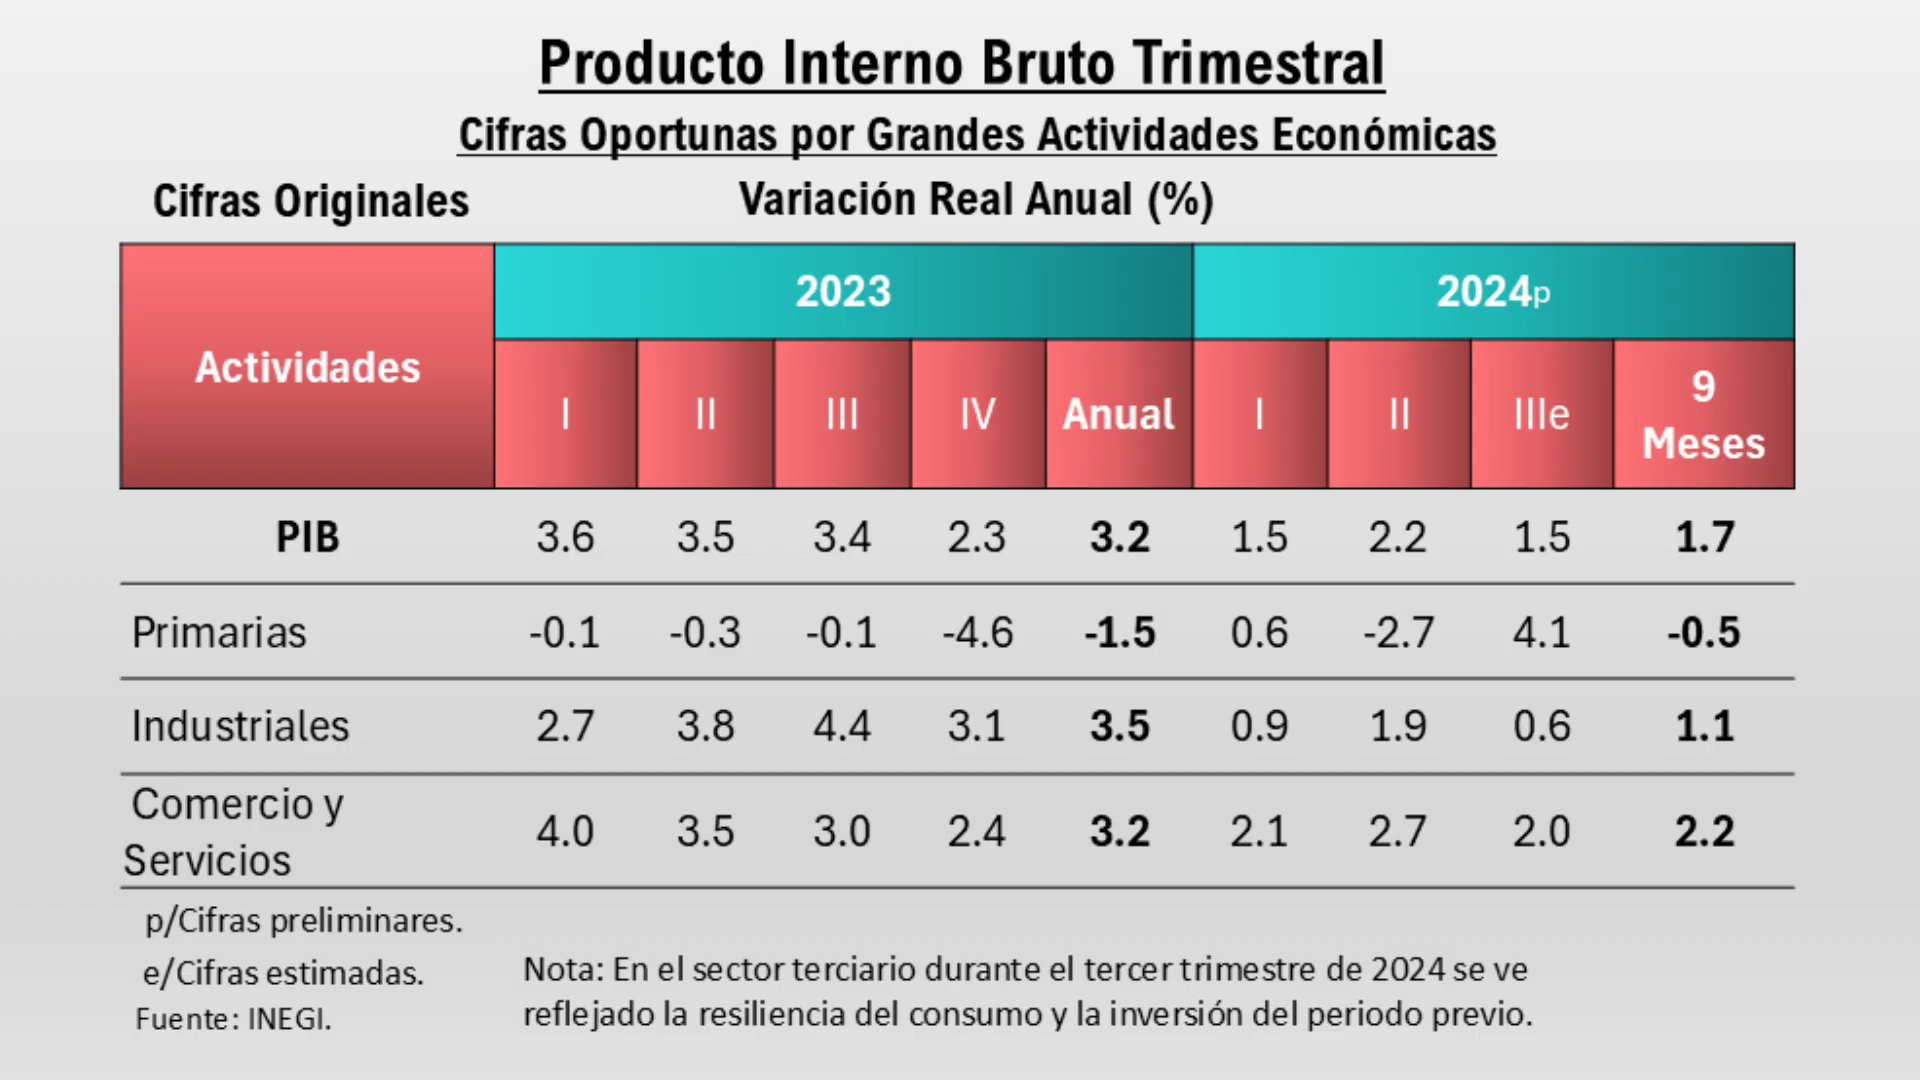 Producto Interno Bruto Trimestral
Cifras Oportunas por Grandes Actividades Económicas
Cifras Originales Variación Real Anual (%)
Actividades 2023 2024p
I II III IV Anual I II IIIe 9 Meses
PIB 3.6 3.5 3.4 2.3 3.2 1.5 2.2 1.5 1.7
Primarias -0.1 -0.3 -0.1 -4.6 -1.5 0.6 -2.7 4.1 -0.5
Industriales 2.7 3.8 4.4 3.1 3.5 0.9 1.9 0.6 1.1
Comercio y
Servicios 4.0 3.5 3.0 2.4 3.2 2.1 2.7 2.0 2.2
p/Cifras preliminares.
e/Cifras estimadas.
Fuente: INEGI.
Nota: En el sector terciario durante el tercer trimestre de 2024 se ve
reflejado la resiliencia del consumo y la inversión del periodo previo.